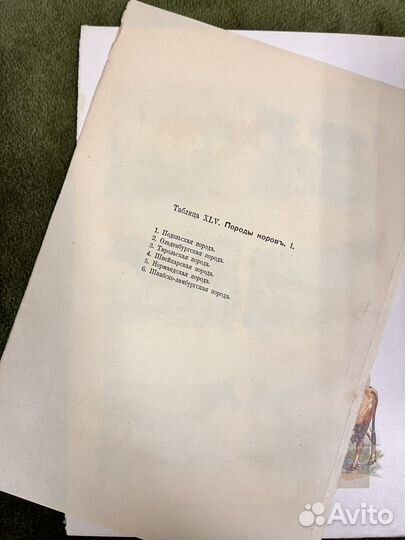 Таблица XLV. Породы коровъ. I.
1. Подольская порода.
2. Ольденбургская порода.
3. Тирольская порода.
4. Швейцарская порода.
5. Нормандская порода.
6. Швабско-лимбургская порода.
Avito